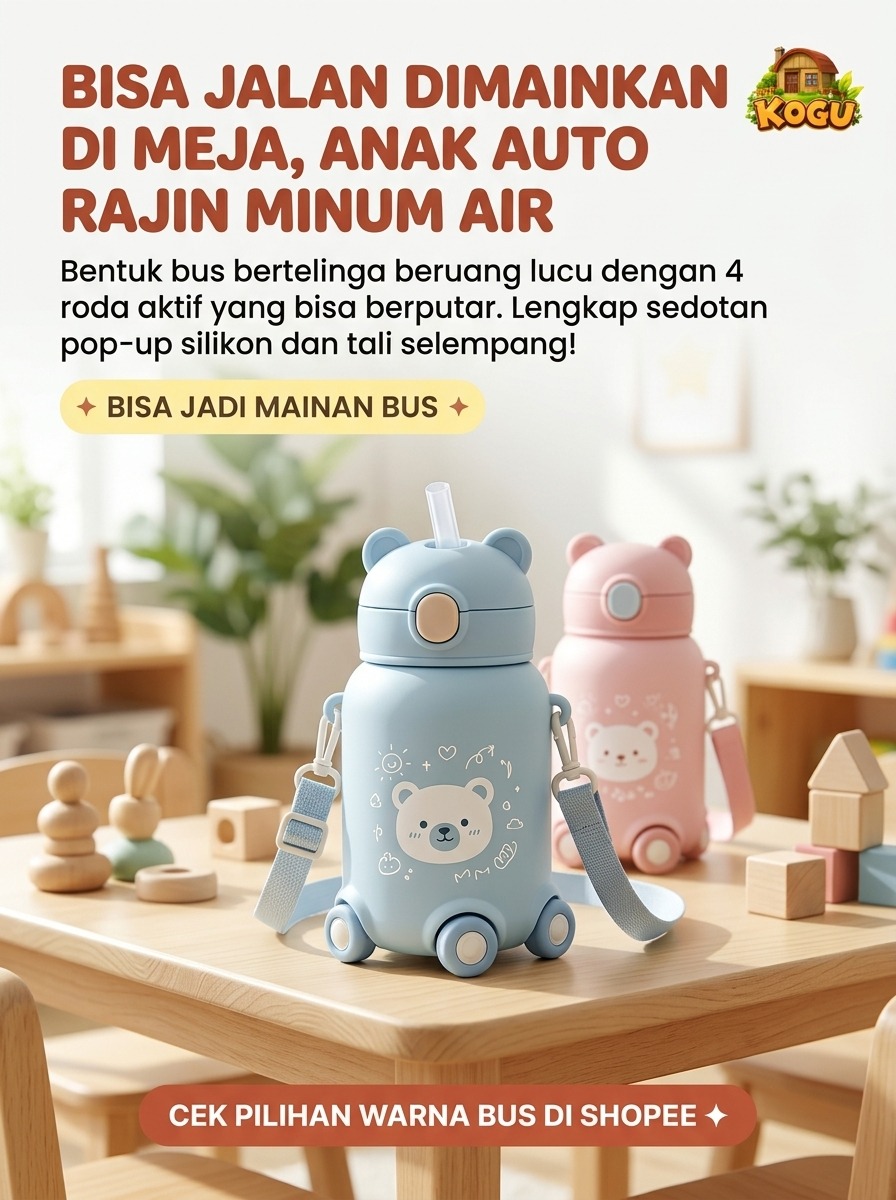 BISA JALAN DIMAINKAN
DI MEJA, ANAK AUTO
RAJIN MINUM AIR
KOGU
Bentuk bus bertelinga beruang lucu dengan 4
roda aktif yang bisa berputar. Lengkap sedotan
pop-up silikon dan tali selempang!
✦ BISA JADI MAINAN BUS ✦
CEK PILIHAN WARNA BUS DI SHOPEE ✦